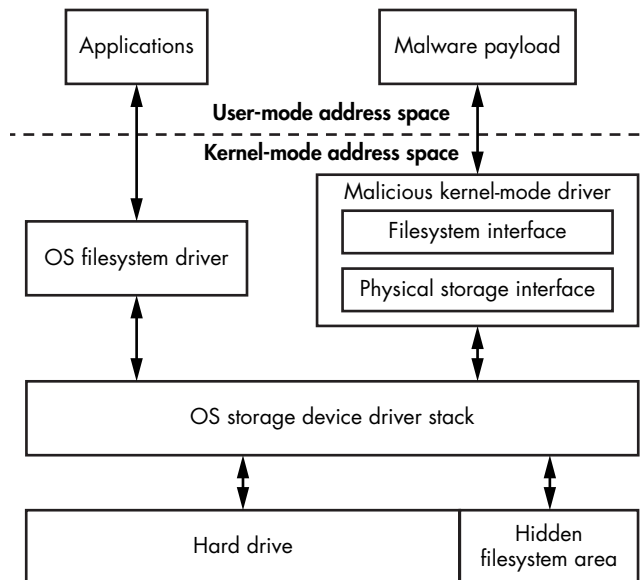 Applications
Malware payload
User-mode address space
Kernel-mode address space
Malicious kernel-mode driver
Filesystem interface
OS filesystem driver
Physical storage interface
OS storage device driver stack
Hard drive
Hidden
filesystem area